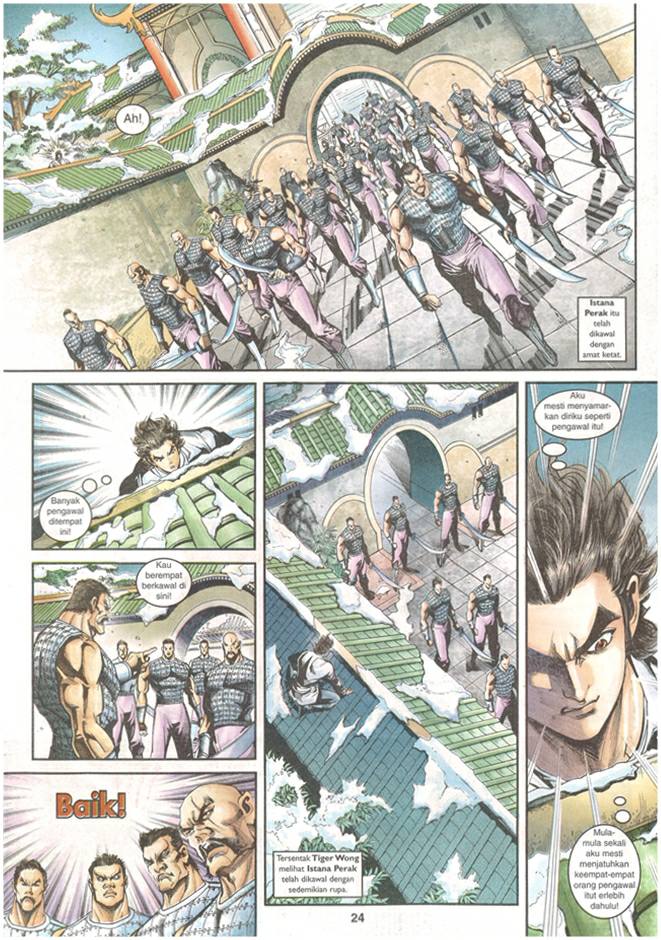 Ah!
Istana
Perak itu
telah
dikawal
dengan
amat ketat.
Banyak
pengawal
ditempat
ini!
Kau
berempat
berkawal di
sini!
Baik!
Tersentak Tiger Wong
melihat Istana Perak
telah dikawal dengan
sedemikian rupa.
Aku
mesti menyamar-
kan diriku seperti
pengawal itu!
Mula-
mula sekali
aku mesti
menjatuhkan
keempat-empat
orang pengawal
itut erlebih
dahulu!
24